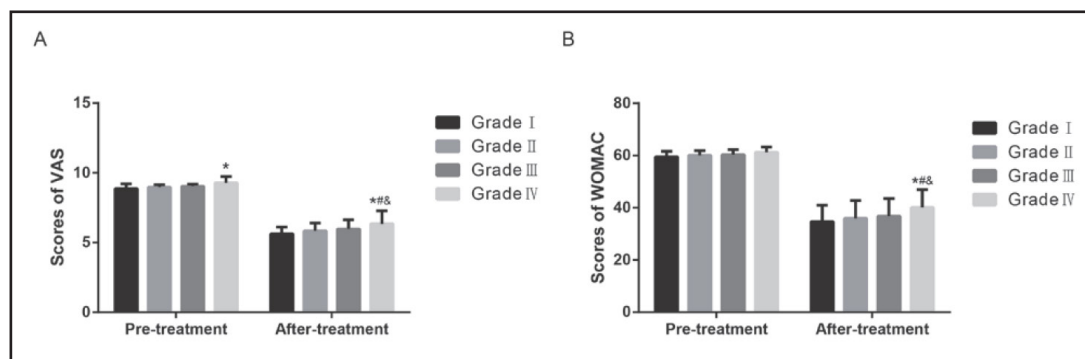 A
Scores of VAS
15
10
5
0
*
*#&
Pre-treatment
After-treatment
Grade Ⅰ
Grade Ⅱ
Grade Ⅲ
Grade Ⅳ
B
Scores of WOMAC
80
60
40
20
0
*#&
Pre-treatment
After-treatment
Grade Ⅰ
Grade Ⅱ
Grade Ⅲ
Grade Ⅳ